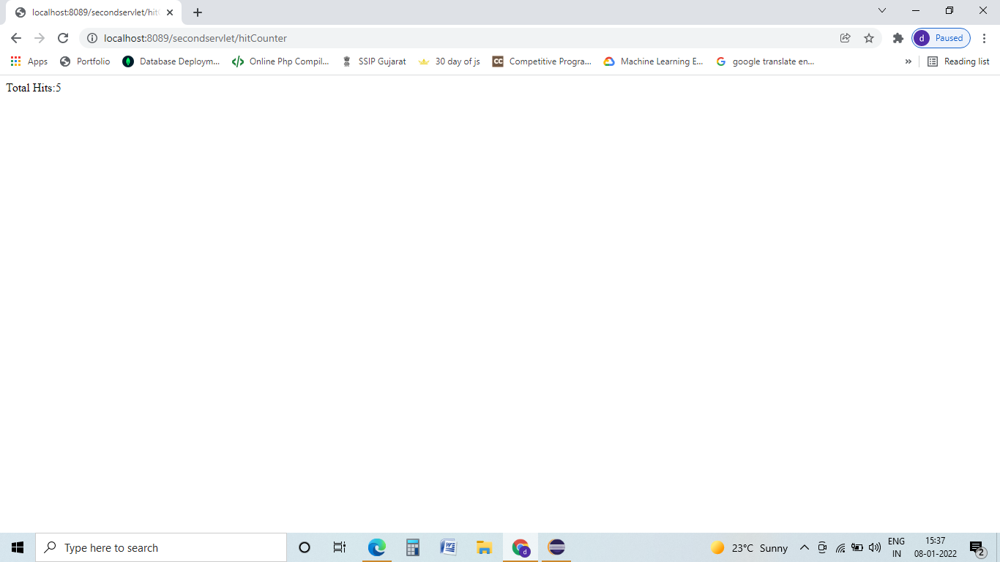 localhost:8089/secondservlet/hit
localhost:8089/secondservlet/hitCounter
d Paused
Apps Portfolio Database Deploym... Online Php Compil... SSIP Gujarat 30 day of js CC Competitive Progra... Machine Learning E... google translate en... » Reading list
Total Hits:5
Type here to search
23°C Sunny
ENG
IN
15:37
08-01-2022
2